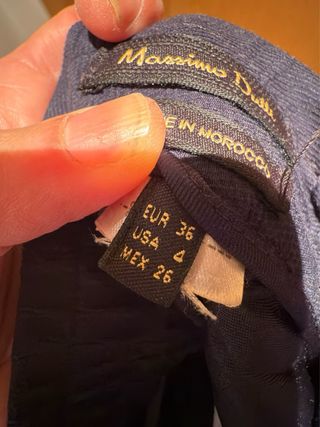 Massimo Dutti
E IN MOROCCO
EUR 36
USA 4
MEX 26